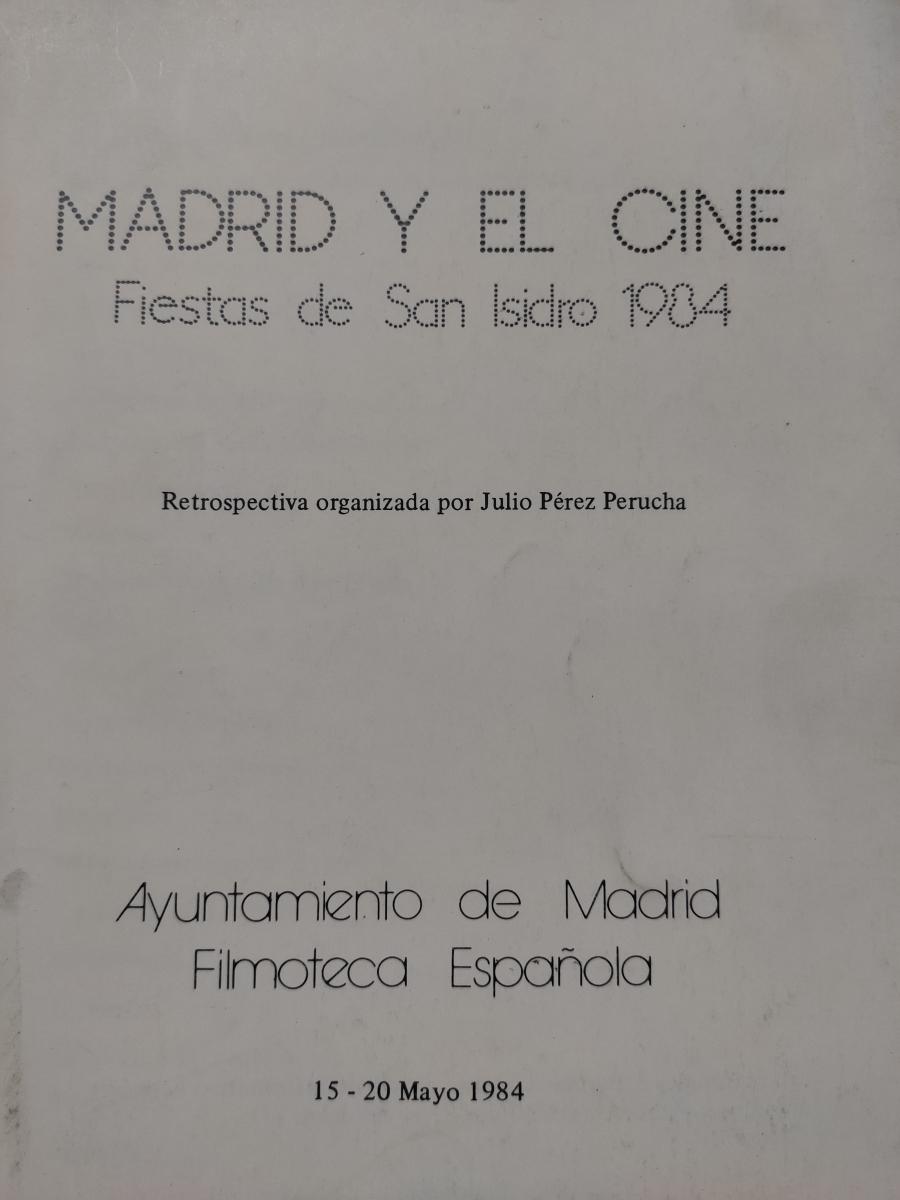 MADRID Y EL CINE
Fiestas de San Isidro 1984
Retrospectiva organizada por Julio Pérez Perucha
Ayuntamiento de Madrid
Filmoteca Española
15 - 20 Mayo 1984